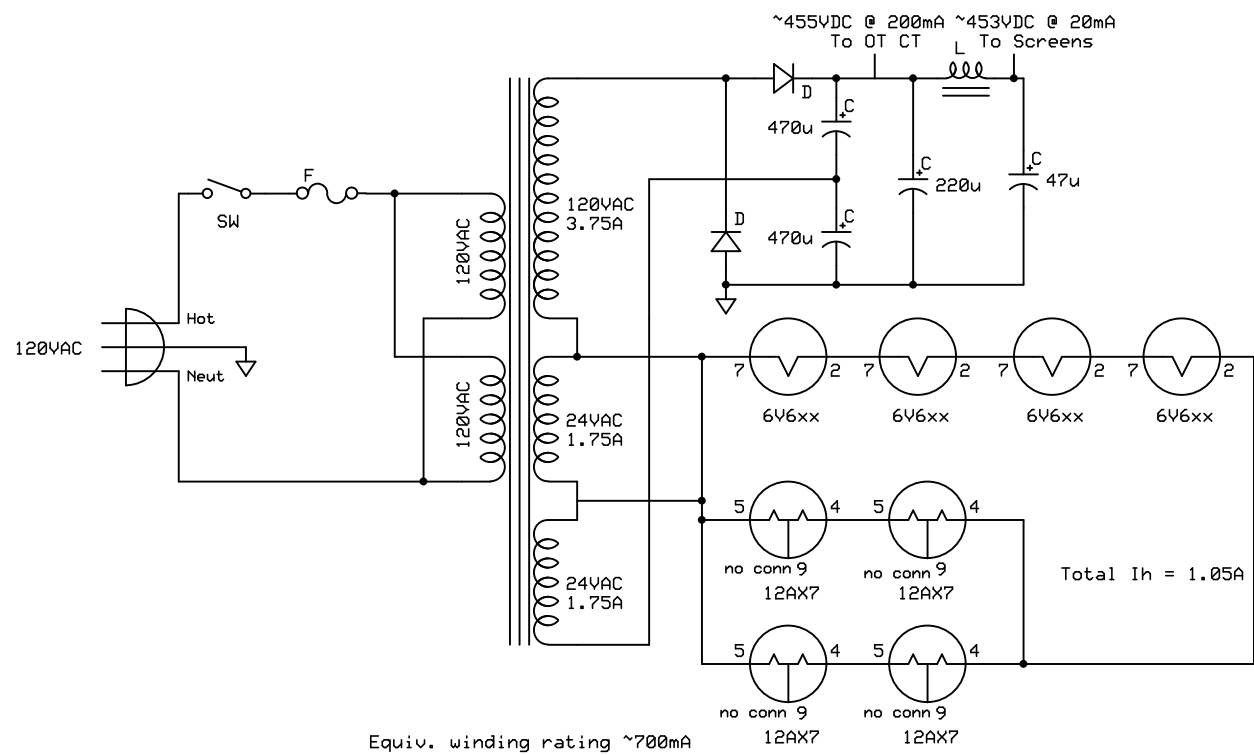 ~455VDC @ 200mA ~453VDC @ 20mA
To OT CT
To Screens
L
D
C
470u
C
220u
C
47u
D
C
470u
F
SW
120VAC
120VAC
3.75A
Hot
120VAC
Neut
120VAC
24VAC
1.75A
7
2
7
2
7
2
7
2
6V6xx
6V6xx
6V6xx
6V6xx
5
4
5
4
no conn 9
no conn 9
12AX7
12AX7
24VAC
1.75A
Total Ih = 1.05A
5
4
5
4
no conn 9
no conn 9
12AX7
12AX7
Equiv. winding rating ~700mA